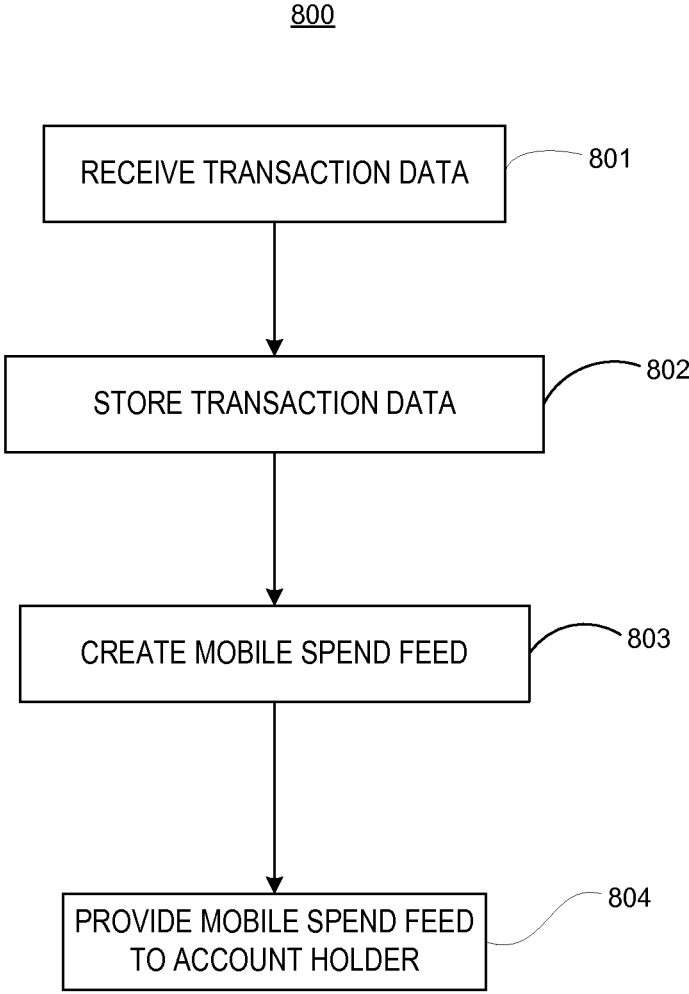 800
RECEIVE TRANSACTION DATA
801
STORE TRANSACTION DATA
802
CREATE MOBILE SPEND FEED
803
PROVIDE MOBILE SPEND FEED
TO ACCOUNT HOLDER
804